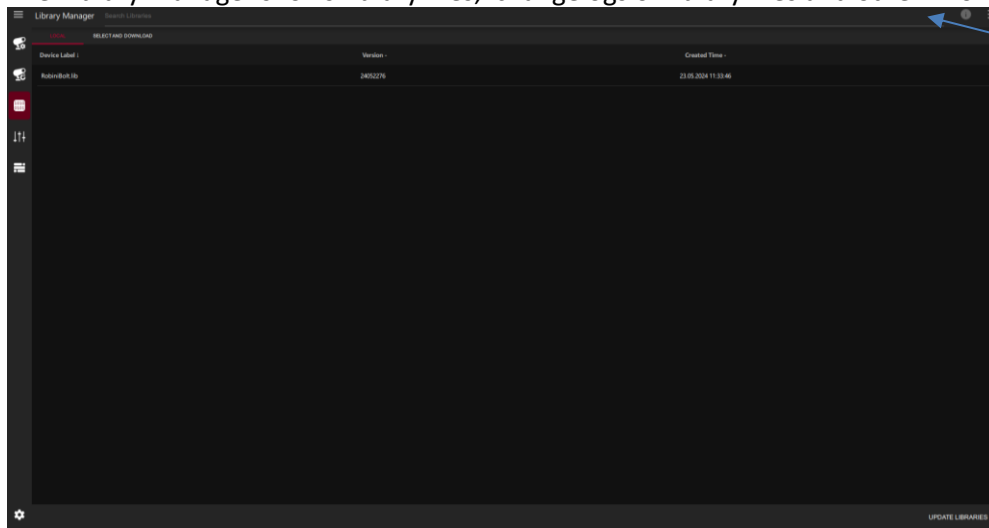 Library Manager Search Libraries
LOCAL SELECT AND DOWNLOAD
Device Label ↓ Version - Created Time -
RobinBolt.lib 24052276 23.05.2024 11:33:46
UPDATE LIBRARIES